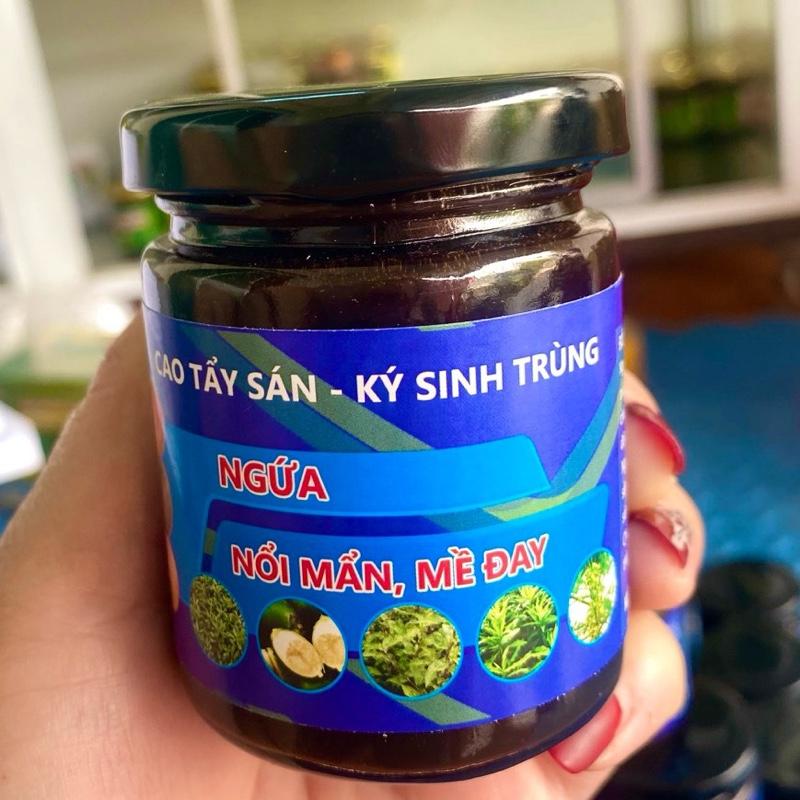 CAO TẨY SÁN - KÝ SINH TRÙNG
NGỨA
NỔI MẨN, MỀ ĐAY